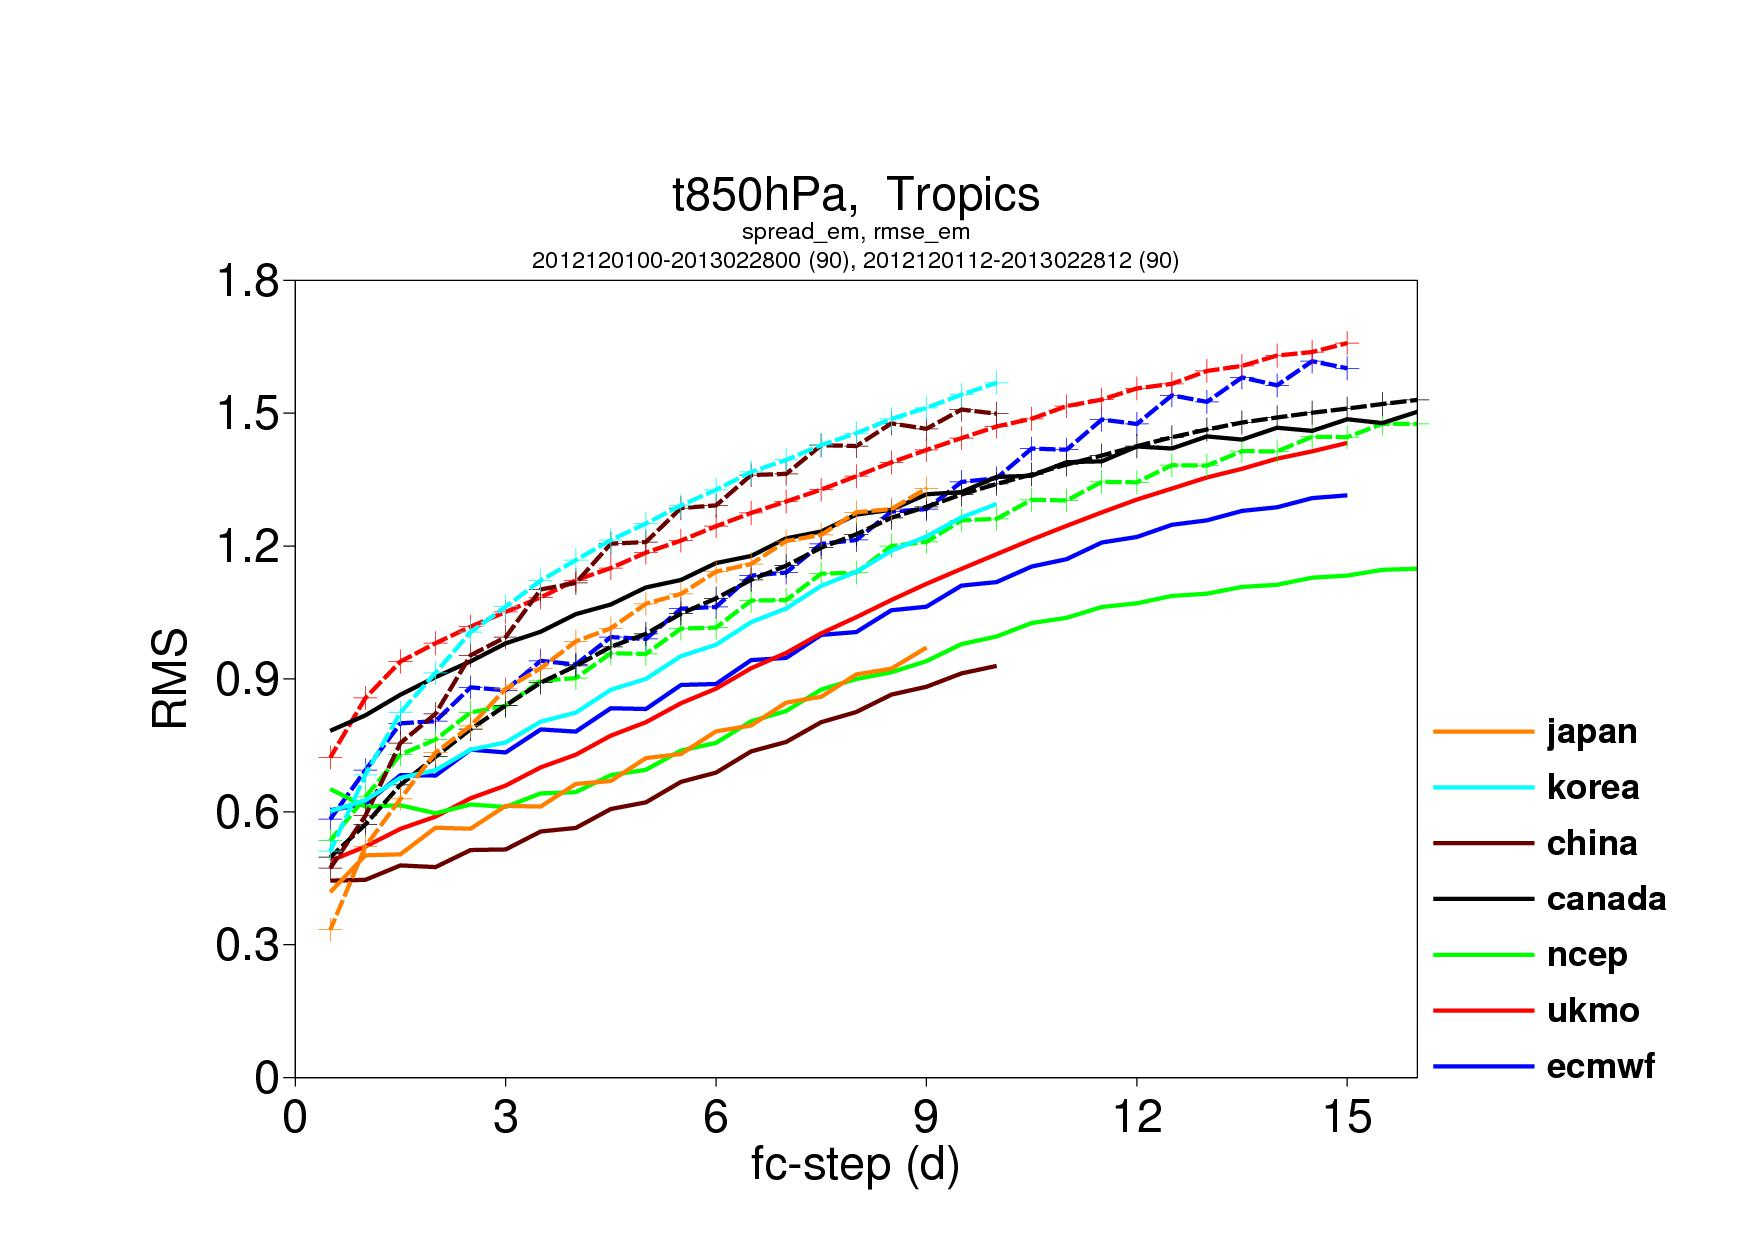 t850hPa, Tropics
spread_em, rmse_em
2012120100-2013022800 (90), 2012120112-2013022812 (90)
1.8
1.5
1.2
0.9
0.6
0.3
0
RMS
0 3 6 9 12 15
fc-step (d)
japan
korea
china
canada
ncep
ukmo
ecmwf